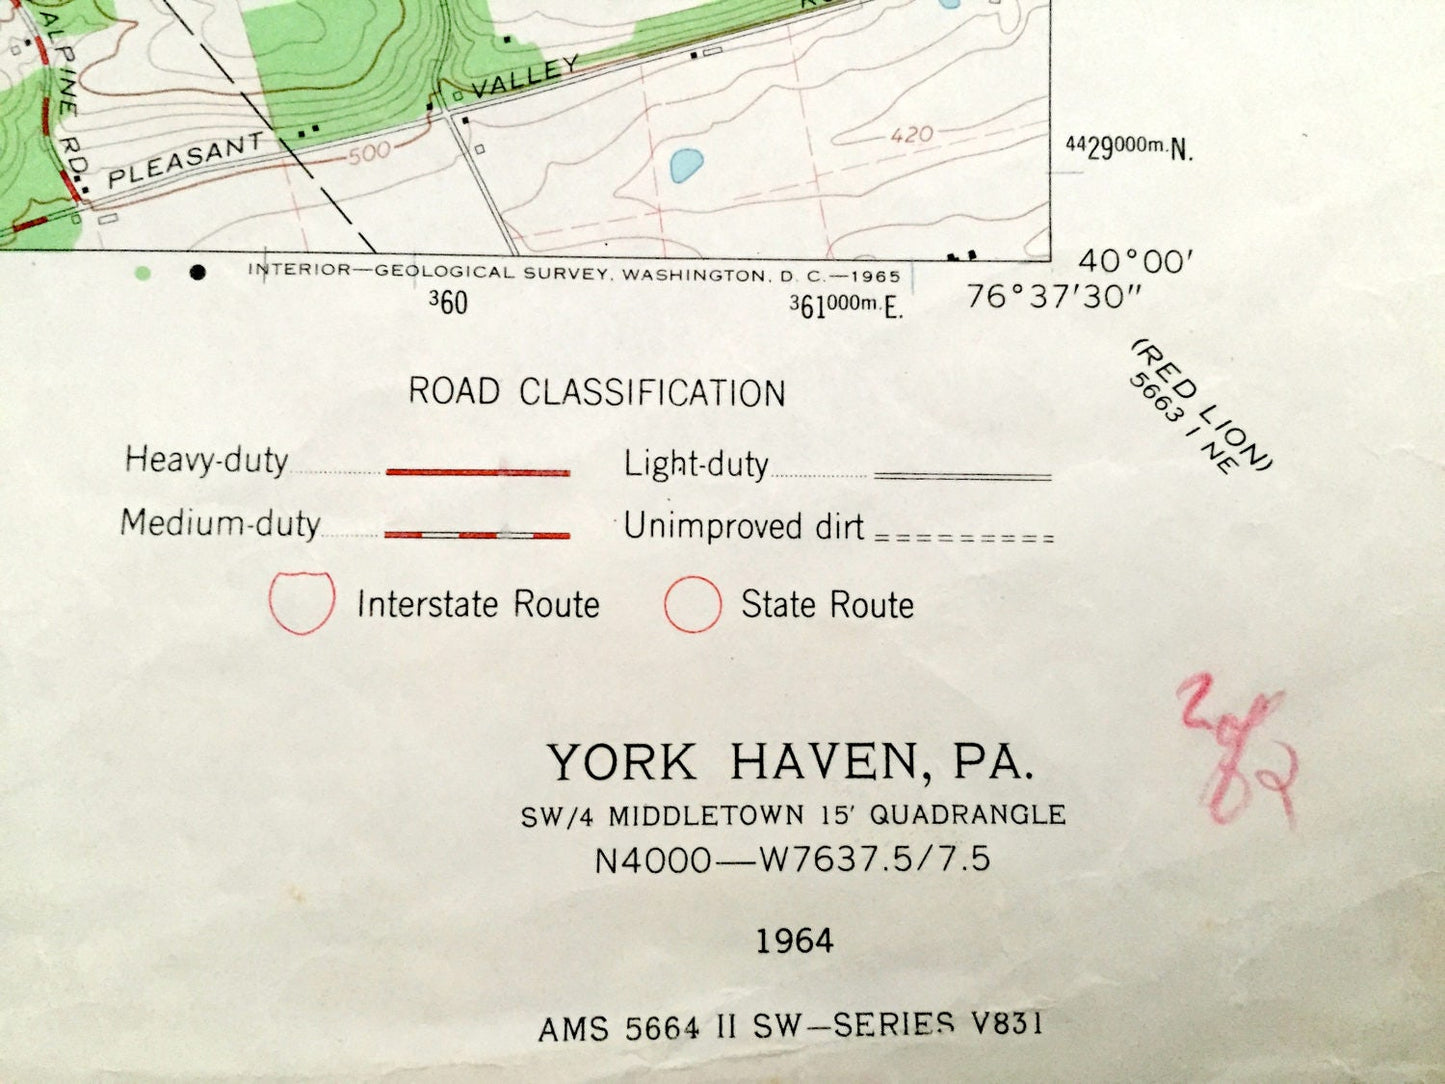 ALPINE RD
PLEASANT VALLEY
500
420
4429000m.N.
INTERIOR—GEOLOGICAL SURVEY, WASHINGTON, D. C.—1965
40°00′
360
361000m.E.
76°37′30″
(RED LION)
5663 I NE
ROAD CLASSIFICATION
Heavy-duty Light-duty
Medium-duty Unimproved dirt
Interstate Route State Route
YORK HAVEN, PA.
SW/4 MIDDLETOWN 15′ QUADRANGLE
N4000—W7637.5/7.5
1964
AMS 5664 II SW—SERIES V831